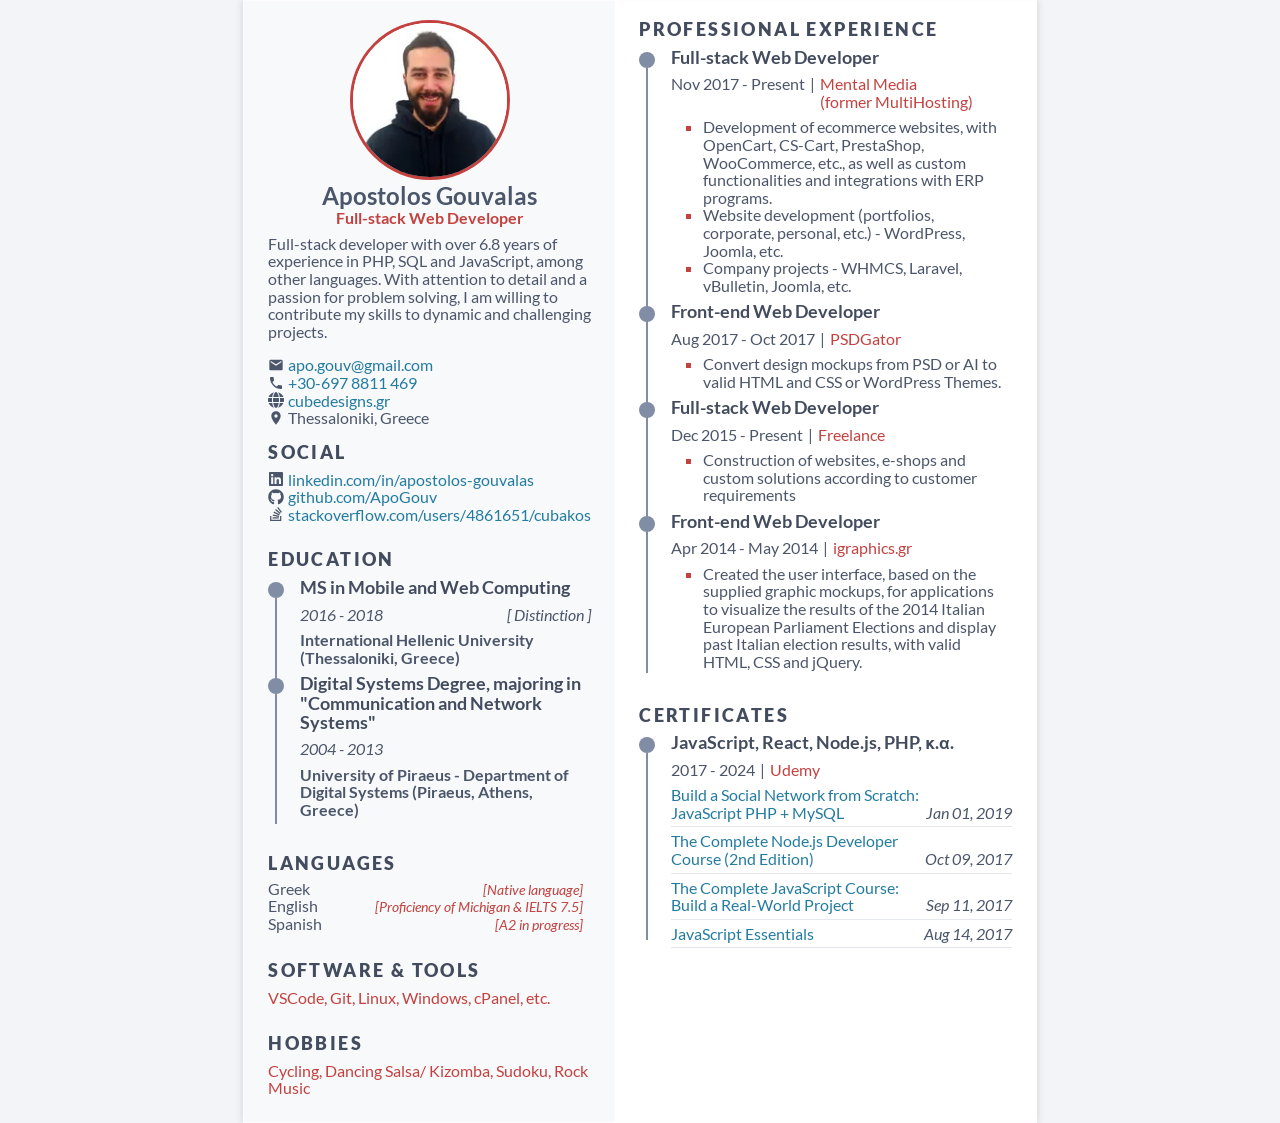 Apostolos Gouvalas
Full-stack Web Developer
Full-stack developer with over 6.8 years of
experience in PHP, SQL and JavaScript, among
other languages. With attention to detail and a
passion for problem solving, I am willing to
contribute my skills to dynamic and challenging
projects.
apo.gouv@gmail.com
+30-697 8811 469
cubedesigns.gr
Thessaloniki, Greece
SOCIAL
linkedin.com/in/apostolos-gouvalas
github.com/ApoGouv
stackoverflow.com/users/4861651/cubakos
EDUCATION
MS in Mobile and Web Computing
2016 - 2018 [ Distinction ]
International Hellenic University
(Thessaloniki, Greece)
Digital Systems Degree, majoring in
"Communication and Network
Systems"
2004 - 2013
University of Piraeus - Department of
Digital Systems (Piraeus, Athens,
Greece)
LANGUAGES
Greek [Native language]
English [Proficiency of Michigan & IELTS 7.5]
Spanish [A2 in progress]
SOFTWARE & TOOLS
VSCode, Git, Linux, Windows, cPanel, etc.
HOBBIES
Cycling, Dancing Salsa/ Kizomba, Sudoku, Rock
Music
PROFESSIONAL EXPERIENCE
Full-stack Web Developer
Nov 2017 - Present | Mental Media
(former MultiHosting)
Development of ecommerce websites, with
OpenCart, CS-Cart, PrestaShop,
WooCommerce, etc., as well as custom
functionalities and integrations with ERP
programs.
Website development (portfolios,
corporate, personal, etc.) - WordPress,
Joomla, etc.
Company projects - WHMCS, Laravel,
vBulletin, Joomla, etc.
Front-end Web Developer
Aug 2017 - Oct 2017 | PSDGator
Convert design mockups from PSD or AI to
valid HTML and CSS or WordPress Themes.
Full-stack Web Developer
Dec 2015 - Present | Freelance
Construction of websites, e-shops and
custom solutions according to customer
requirements
Front-end Web Developer
Apr 2014 - May 2014 | igraphics.gr
Created the user interface, based on the
supplied graphic mockups, for applications
to visualize the results of the 2014 Italian
European Parliament Elections and display
past Italian election results, with valid
HTML, CSS and jQuery.
CERTIFICATES
JavaScript, React, Node.js, PHP, κ.α.
2017 - 2024 | Udemy
Build a Social Network from Scratch:
JavaScript PHP + MySQL Jan 01, 2019
The Complete Node.js Developer
Course (2nd Edition) Oct 09, 2017
The Complete JavaScript Course:
Build a Real-World Project Sep 11, 2017
JavaScript Essentials Aug 14, 2017